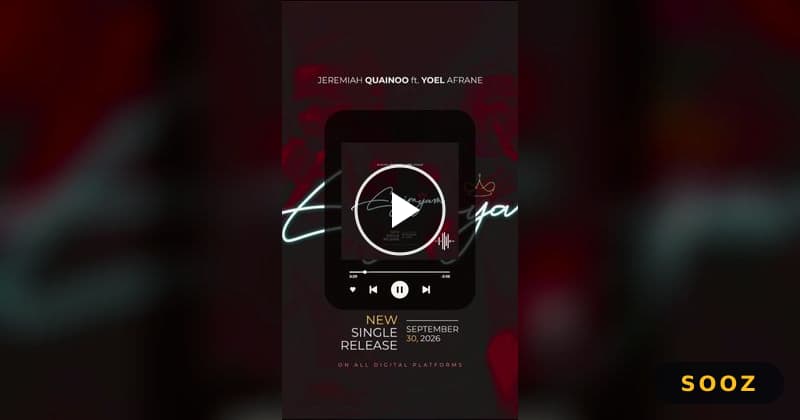 JEREMIAH QUAINOO ft. YOEL AFRANE
NEW
SINGLE
RELEASE
SEPTEMBER
30, 2026
ON ALL DIGITAL PLATFORMS
SOOZ